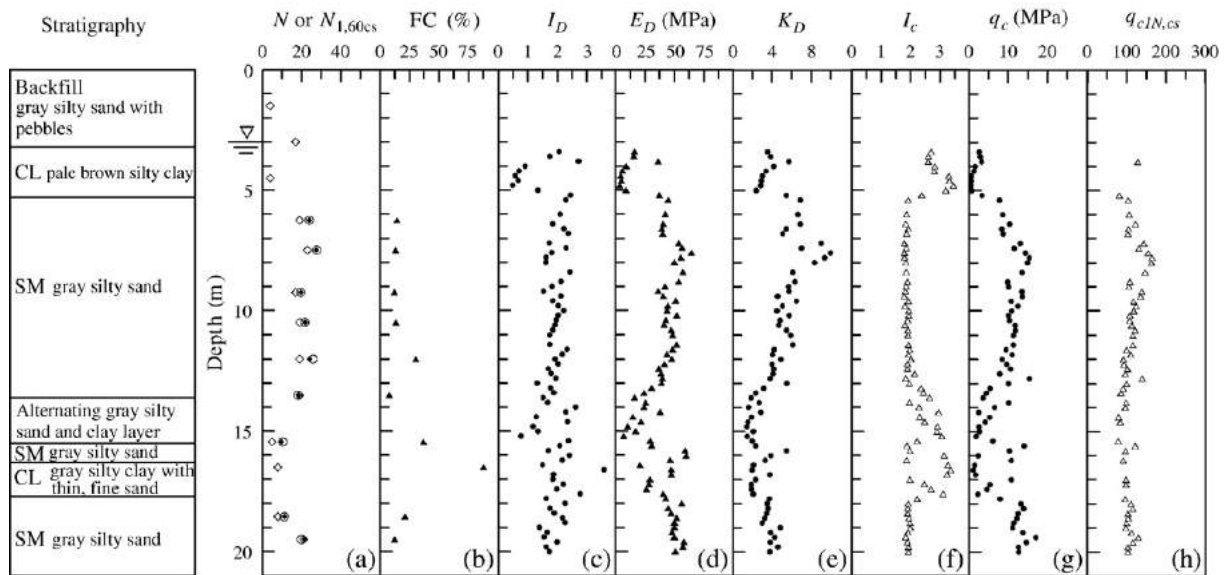 Stratigraphy
N or N1,60cs
FC (%)
ID
ED (MPa)
KD
Ic
qc (MPa)
qc1N,cs
0 20 40 60
0 25 50 75
0 1 2 3
0 25 50 75
0 4 8
0 1 2 3
0 10 20
0 100 200 300
Depth (m)
0
5
10
15
20
Backfill
gray silty sand with
pebbles
CL pale brown silty clay
SM gray silty sand
Alternating gray silty
sand and clay layer
SM gray silty sand
CL gray silty clay with
thin, fine sand
SM gray silty sand
(a)
(b)
(c)
(d)
(e)
(f)
(g)
(h)